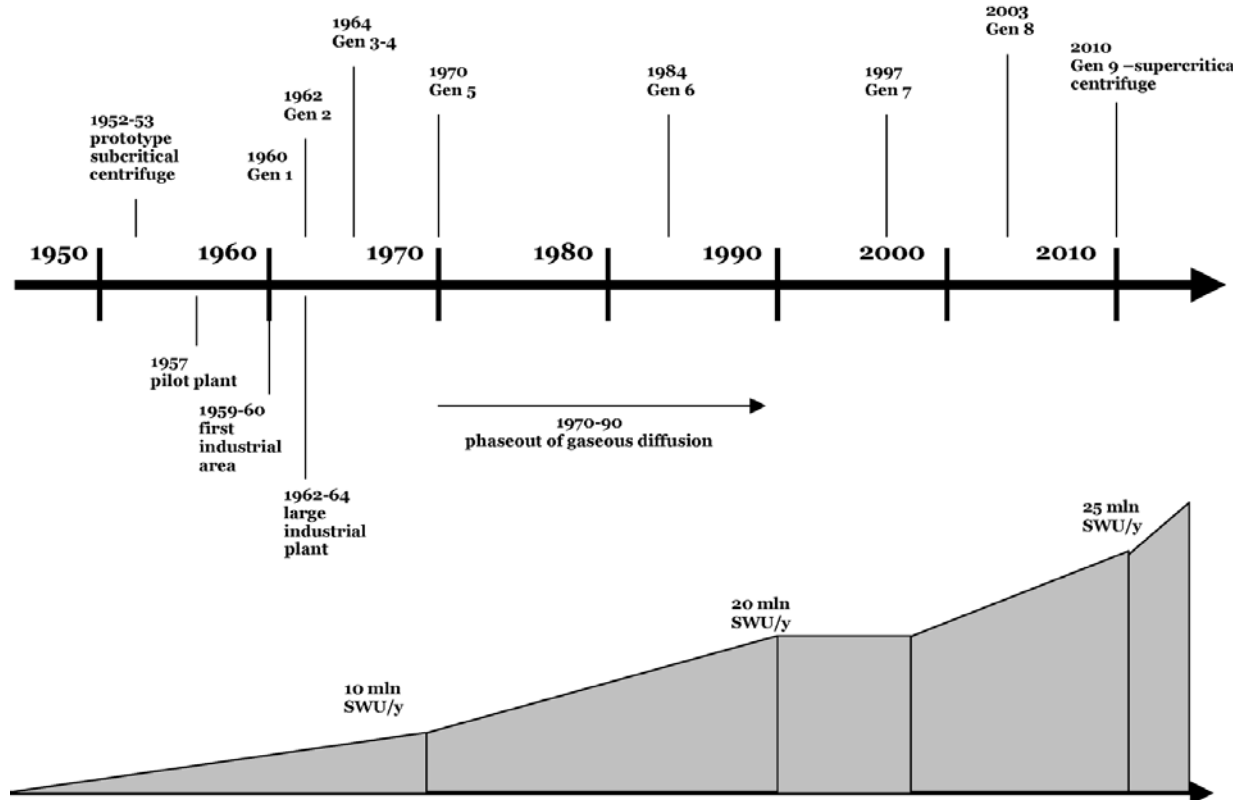 1964
Gen 3-4
2003
Gen 8
1970
Gen 5
1984
Gen 6
1997
Gen 7
2010
Gen 9 –supercritica
centrifuge
1962
Gen 2
1952-53
prototype
subcritical
centrifuge
1960
Gen 1
1950
1960
1970
1980
1990
2000
2010
1957
pilot plant
1959-60
first
industrial
area
1970-90
phaseout of gaseous diffusion
1962-64
large
industrial
plant
25 mln
SWU/y
20 mln
SWU/y
10 mln
SWU/y